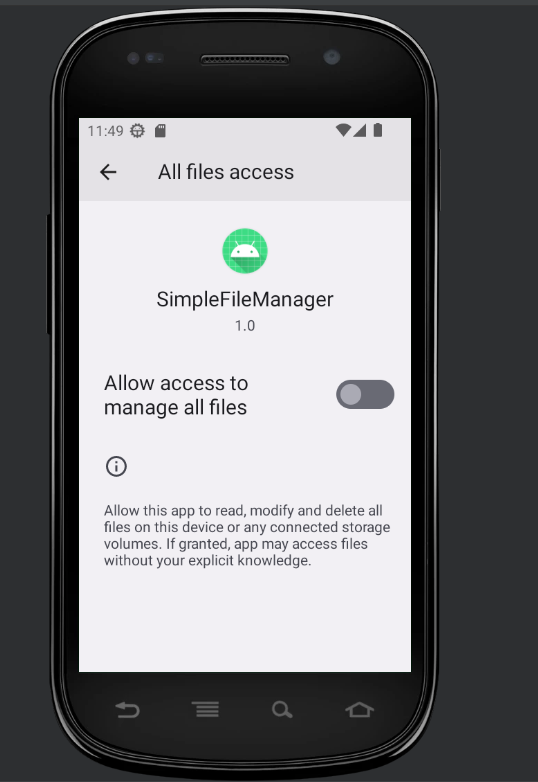 11:49
All files access
SimpleFileManager
1.0
Allow access to
manage all files
Allow this app to read, modify and delete all
files on this device or any connected storage
volumes. If granted, app may access files
without your explicit knowledge.